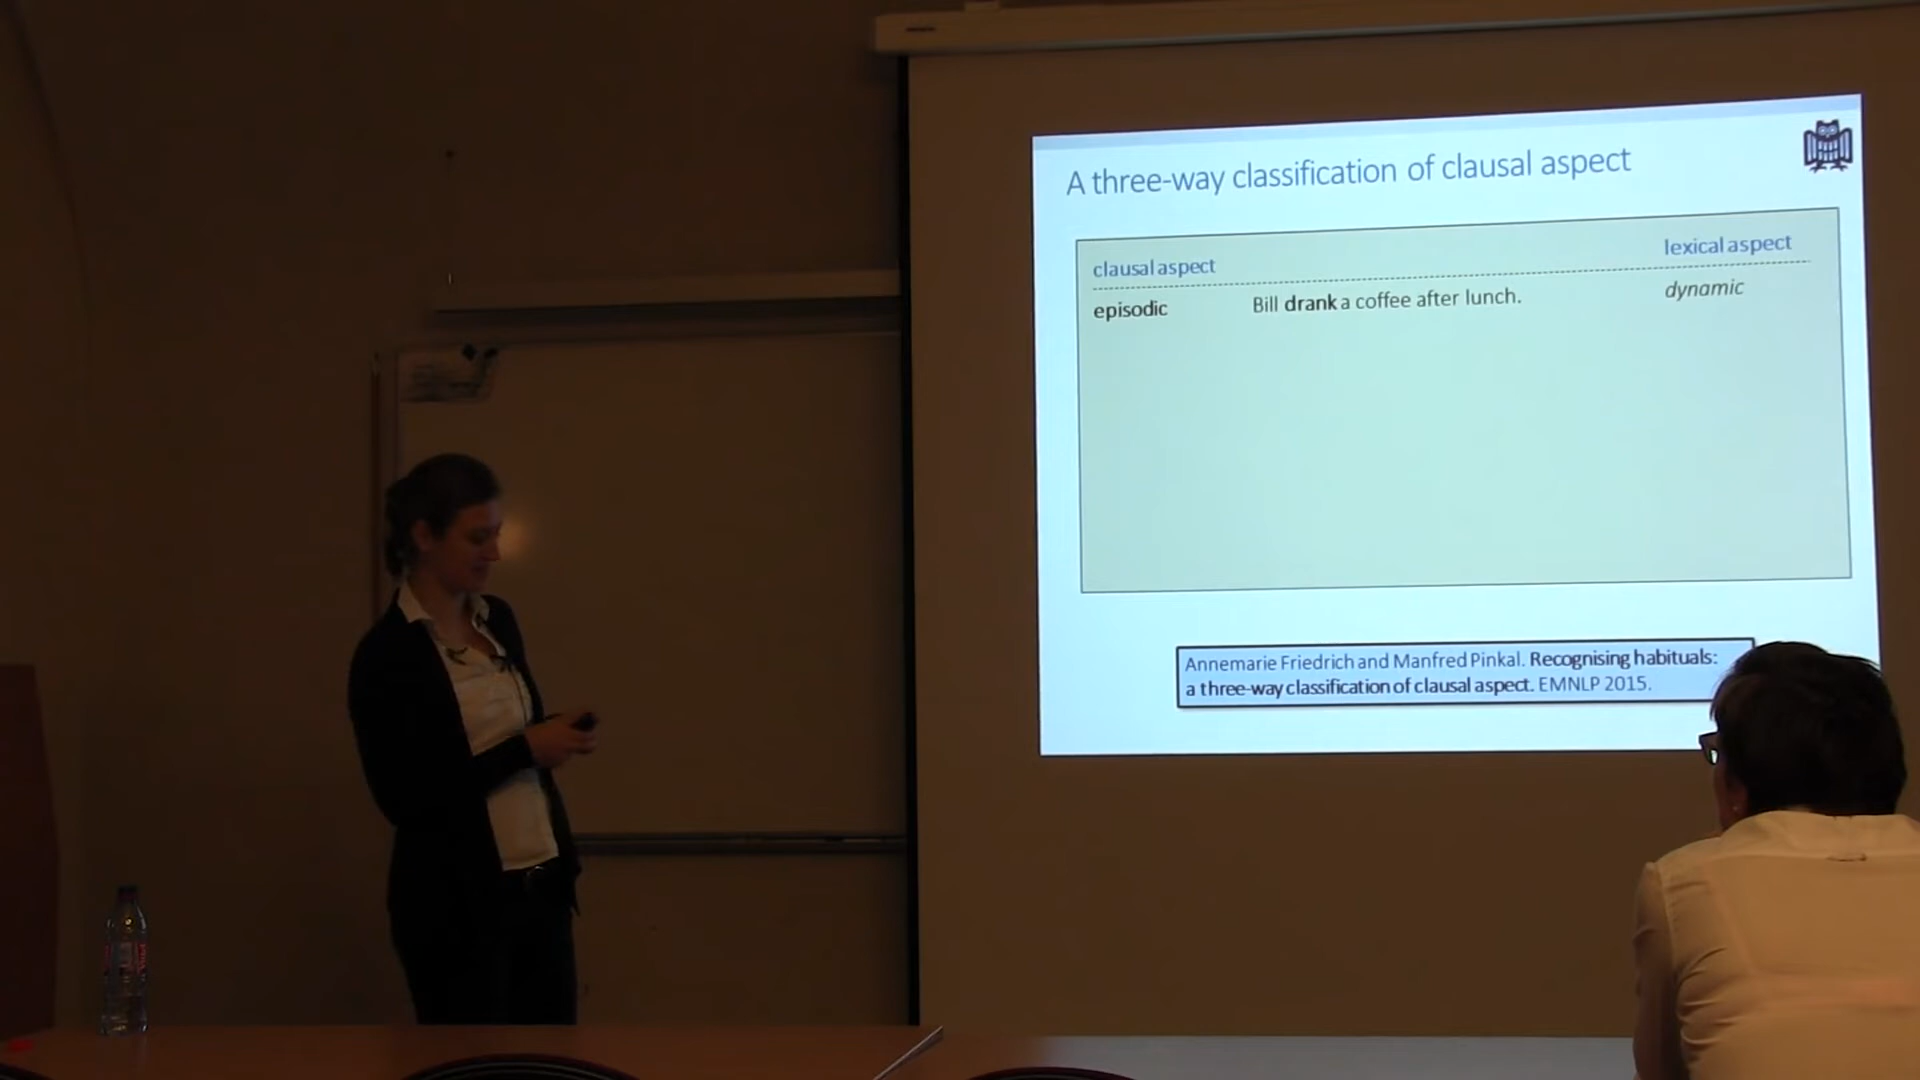 A three-way classification of clausal aspect
clausal aspect lexical aspect
episodic Bill drank a coffee after lunch. dynamic
Annemarie Friedrich and Manfred Pinkal. Recognising habituals:
a three-way classification of clausal aspect. EMNLP 2015.